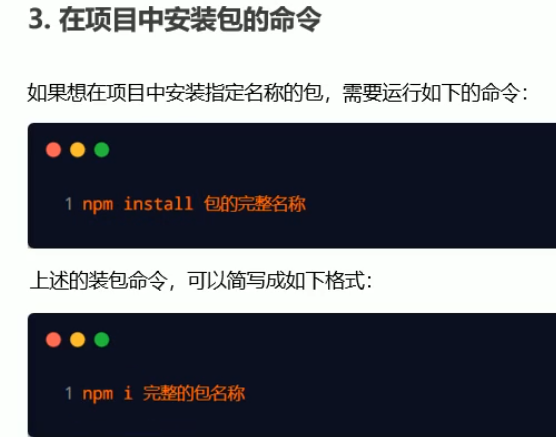 3. 在项目中安装包的命令
如果想在项目中安装指定名称的包，需要运行如下的命令：
1 npm install 包的完整名称
上述的装包命令，可以简写成如下格式：
1 npm i 完整的包名称